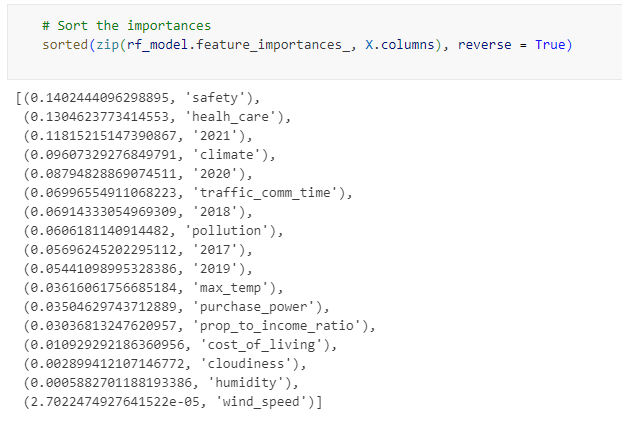 # Sort the importances
sorted(zip(rf_model.feature_importances_, X.columns), reverse = True)
[(0.1402444096298895, 'safety'),
(0.1304623773414553, 'healh_care'),
(0.11815215147390867, '2021'),
(0.09607329276849791, 'climate'),
(0.08794828869074511, '2020'),
(0.06996554911068223, 'traffic_comm_time'),
(0.06914333054969309, '2018'),
(0.0606181140914482, 'pollution'),
(0.05696245202295112, '2017'),
(0.05441098995328386, '2019'),
(0.03616061756685184, 'max_temp'),
(0.03504629743712889, 'purchase_power'),
(0.03036813247620957, 'prop_to_income_ratio'),
(0.010929292186360956, 'cost_of_living'),
(0.002899412107146772, 'cloudiness'),
(0.0005882701188193386, 'humidity'),
(2.7022474927641522e-05, 'wind_speed')]